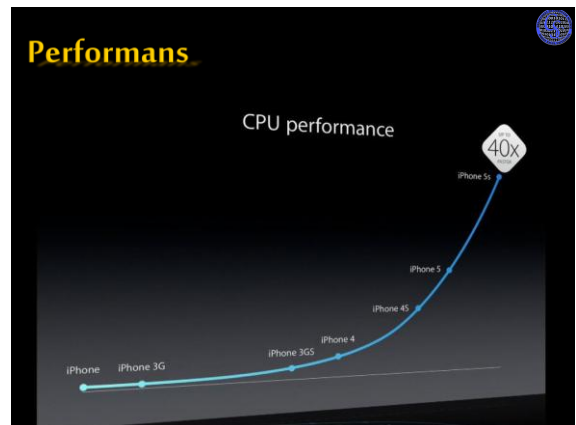 Performans
CPU performance
UP TO
40x
FASTER
iPhone 5s
iPhone 5
iPhone 4S
iPhone 4
iPhone 3GS
iPhone 3G
iPhone